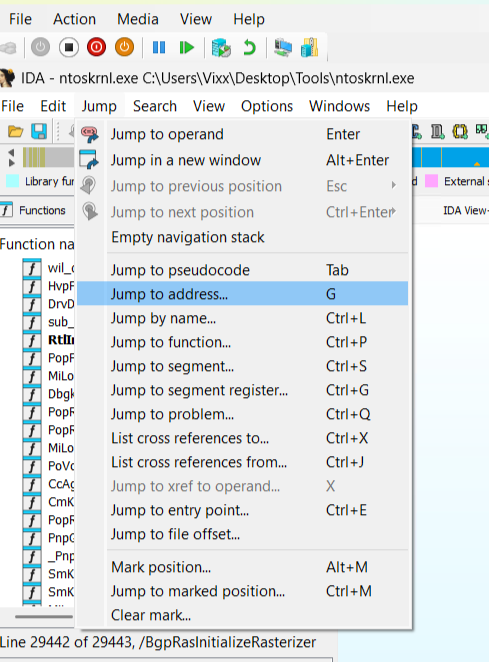 File Action Media View Help
IDA - ntoskrnl.exe C:\Users\Vixx\Desktop\Tools\ntoskrnl.exe
File Edit Jump Search View Options Windows Help
Jump to operand Enter
Jump in a new window Alt+Enter
Library fur
Jump to previous position Esc
External s
Functions
Jump to next position Ctrl+Enter
IDA View-
Function na
Empty navigation stack
wil_c
Jump to pseudocode Tab
HvpF
DrvD
Jump to address... G
sub_
Jump by name... Ctrl+L
RtlIn
Jump to function... Ctrl+P
PopF
Jump to segment... Ctrl+S
MiLo
Dbgk
Jump to segment register... Ctrl+G
PopR
Jump to problem... Ctrl+Q
PopR
List cross references to... Ctrl+X
MiLo
PoVo
List cross references from... Ctrl+J
CcAg
Jump to xref to operand... X
CmK
Jump to entry point... Ctrl+E
PopR
PnpG
Jump to file offset...
_Pnp
Mark position... Alt+M
SmK
SmK
Jump to marked position... Ctrl+M
Clear mark...
Line 29442 of 29443, /BgpRasInitializeRasterizer